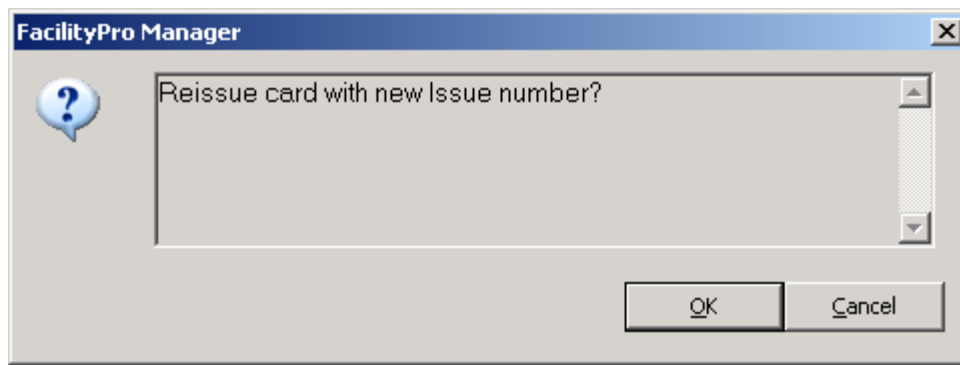 FacilityPro Manager
?
Reissue card with new Issue number?
OK
Cancel